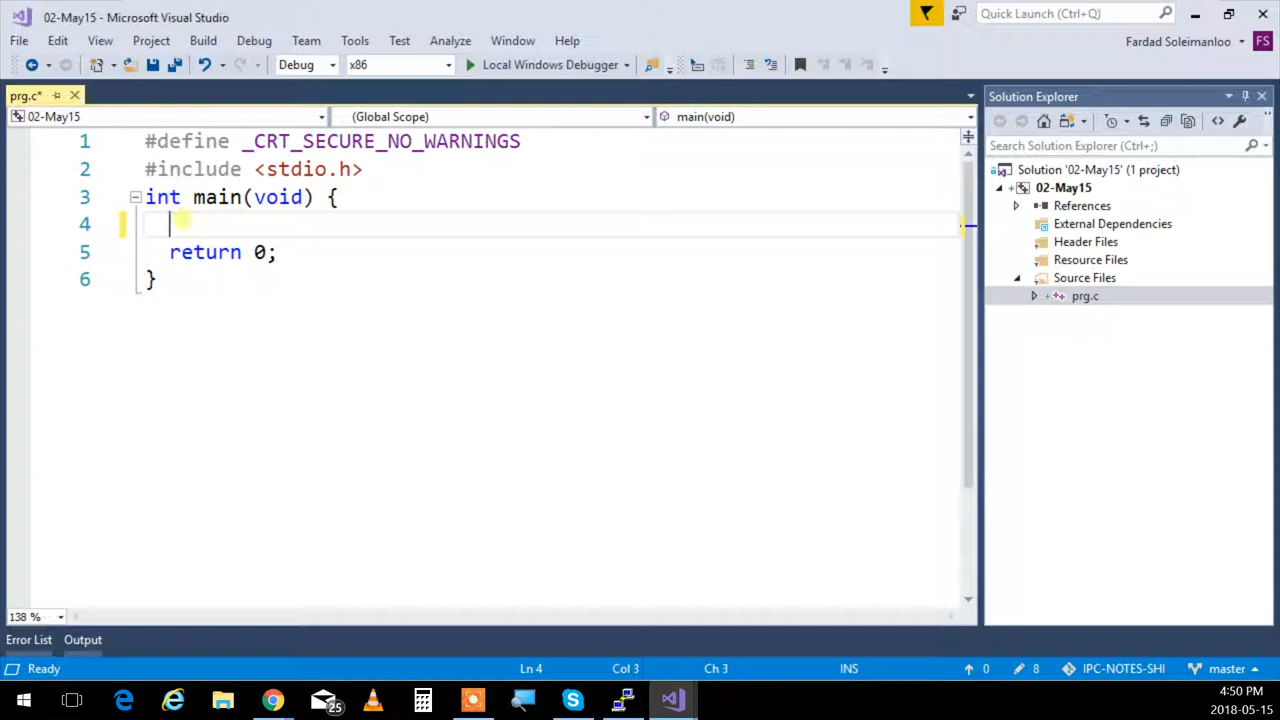 02-May15 - Microsoft Visual Studio
Quick Launch (Ctrl+Q)
File Edit View Project Build Debug Team Tools Test Analyze Window Help
Fardad Soleimanloo FS
Debug x86 Local Windows Debugger
prg.c*
02-May15 (Global Scope) main(void)
1 #define _CRT_SECURE_NO_WARNINGS
2 #include <stdio.h>
3 int main(void) {
4
5 return 0;
6 }
138 %
Solution Explorer
Search Solution Explorer (Ctrl+;)
Solution '02-May15' (1 project)
02-May15
References
External Dependencies
Header Files
Resource Files
Source Files
prg.c
Error List Output
Ready Ln 4 Col 3 Ch 3 INS 0 8 IPC-NOTES-SHI master
25
4:50 PM
2018-05-15